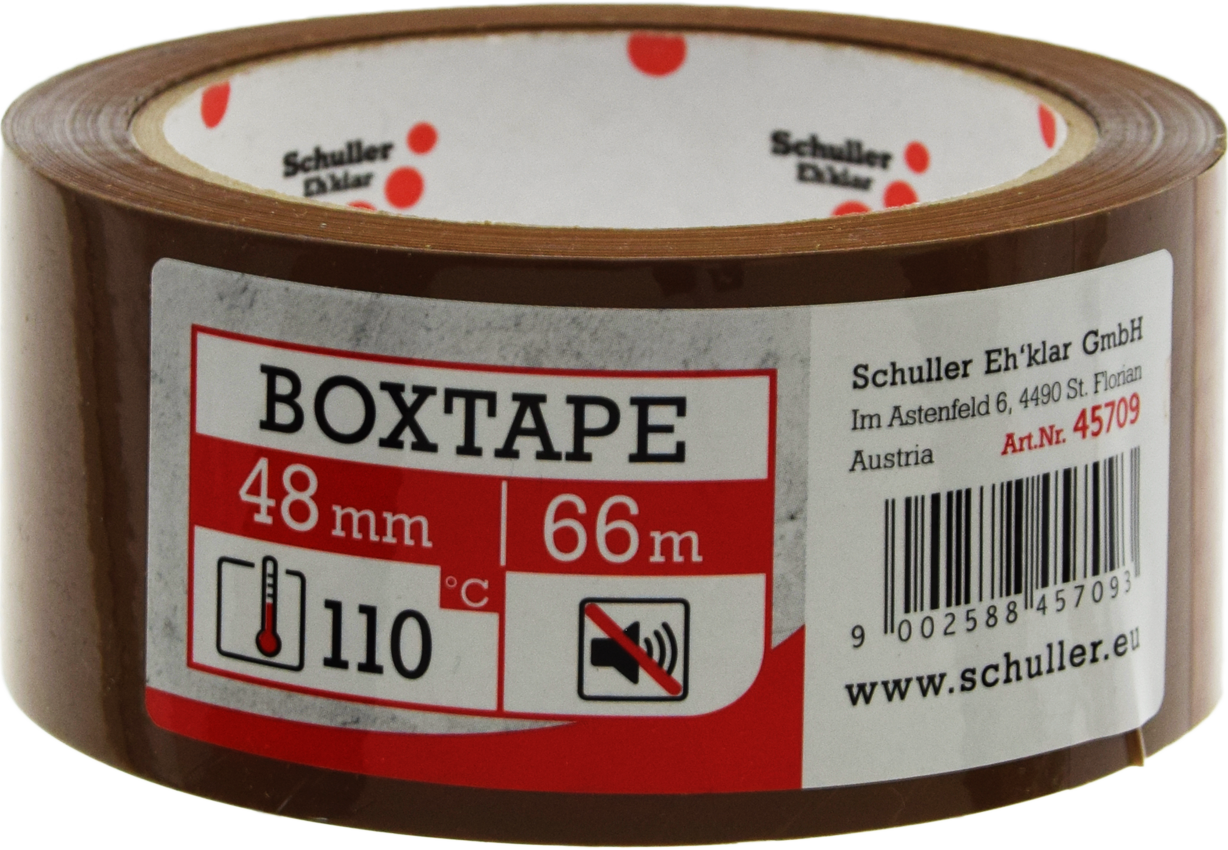 Schuller
Eh'klar
Schuller
Eh'klar
BOXTAPE
48 mm | 66 m
110 °C
Schuller Eh'klar GmbH
Im Astenfeld 6, 4490 St. Florian
Austria
Art.Nr. 45709
9 002588 457093
www.schuller.eu